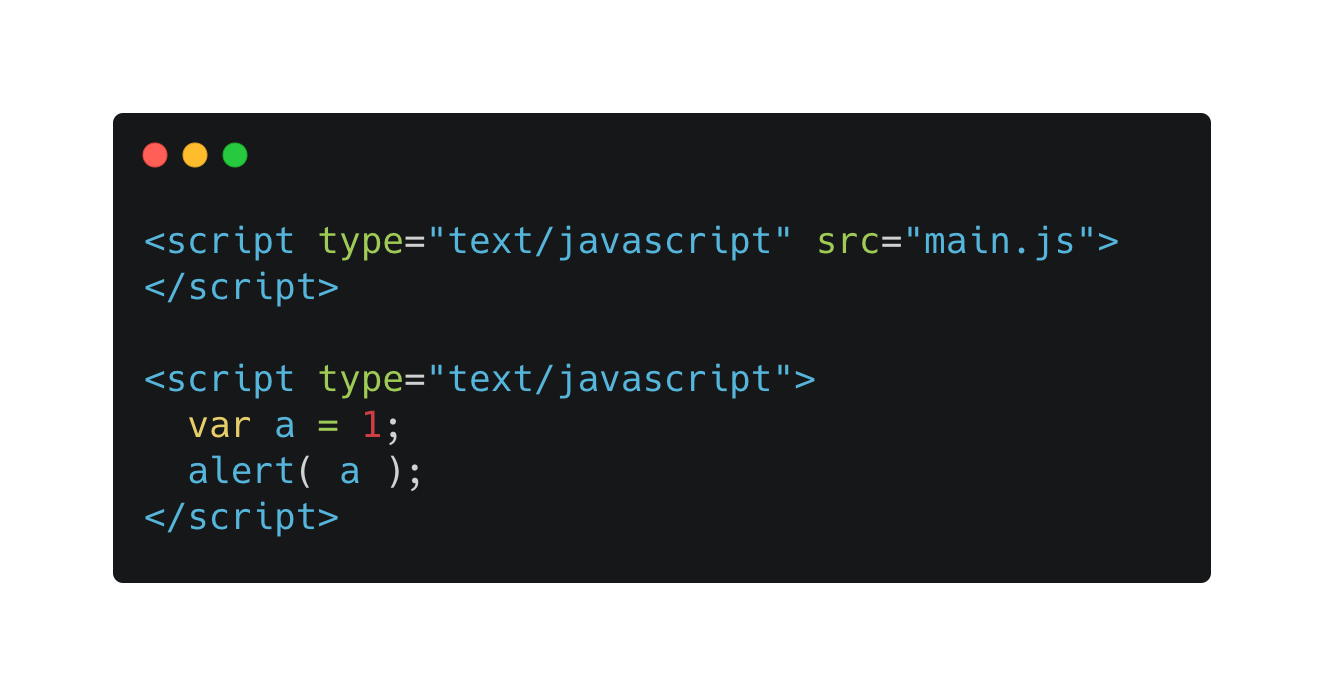 <script type="text/javascript" src="main.js">
</script>

<script type="text/javascript">
  var a = 1;
  alert( a );
</script>